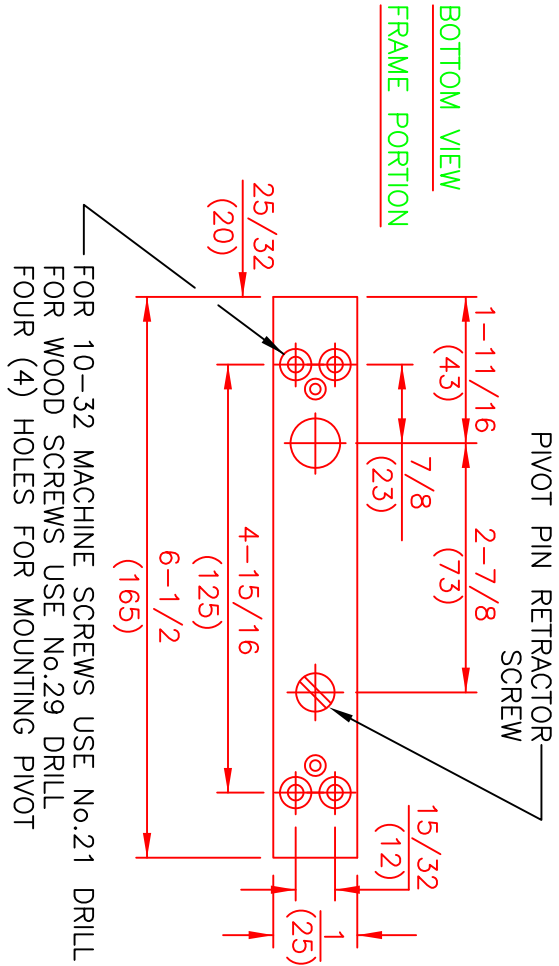 BOTTOM VIEW
FRAME PORTION
PIVOT PIN RETRACTOR
SCREW
1-11/16
(43)
2-7/8
(73)
7/8
(23)
25/32
(20)
15/32
(12)
1
(25)
4-15/16
(125)
6-1/2
(165)
FOR 10-32 MACHINE SCREWS USE No.21 DRILL
FOR WOOD SCREWS USE No.29 DRILL
FOUR (4) HOLES FOR MOUNTING PIVOT